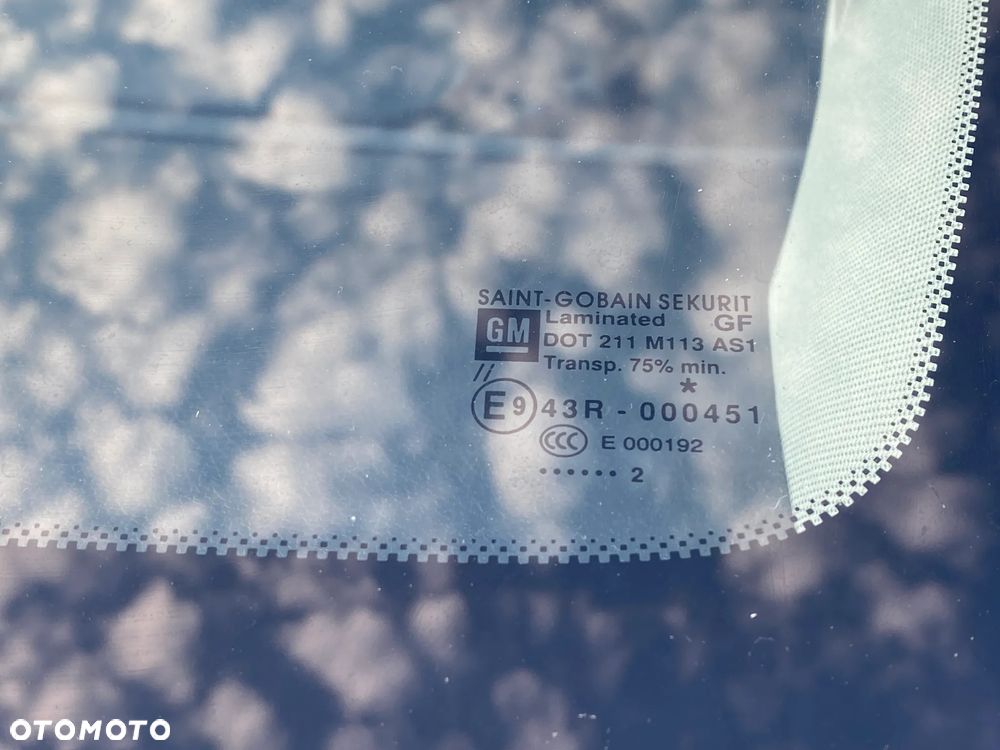 SAINT-GOBAIN SEKURIT
GM Laminated GF
DOT 211 M113 AS1
Transp. 75% min.
// *
E9 43R - 000451
CCC E 000192
...... 2
OTOMOTO